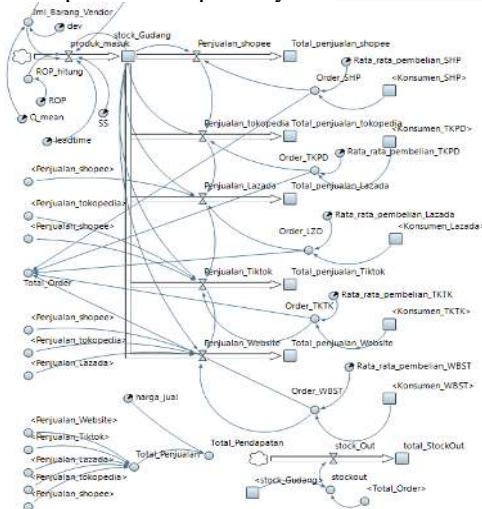 Jml_Barang_Vendor
dev
stock_Gudang
produk_masuk
Penjualan_shopee
Total_penjualan_shopee
ROP_hitung
Rata_rata_pembelian_SHP
Order_SHP
<Konsumen_SHP>
ROP
Q_mean
SS
leadtime
Penjualan_tokopedia
Total_penjualan_tokopedia
<Konsumen_TKPD>
Order_TKPD
Rata_rata_pembelian_TKPD
<Penjualan_shopee>
Penjualan_Lazada
Total_penjualan_Lazada
<Penjualan_tokopedia>
<Penjualan_shopee>
Rata_rata_pembelian_Lazada
Order_LZD
<Konsumen_Lazada>
Total_Order
Penjualan_Tiktok
Total_penjualan_Tiktok
Rata_rata_pembelian_TKTK
Order_TKTK
<Konsumen_TKTK>
<Penjualan_shopee>
<Penjualan_tokopedia>
<Penjualan_Lazada>
Penjualan_Website
Total_penjualan_Website
Rata_rata_pembelian_WBST
Order_WBST
<Konsumen_WBST>
harga_jual
<Penjualan_Website>
<Penjualan_Tiktok>
<Penjualan_Lazada>
<Penjualan_tokopedia>
<Penjualan_shopee>
Total_Penjualan
Total_Pendapatan
stock_Out
total_StockOut
<stock_Gudang>
stockout
<Total_Order>